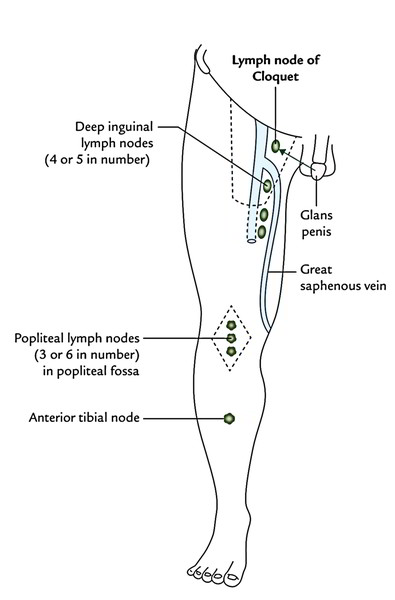 Lymph node of
Cloquet
Deep inguinal
lymph nodes
(4 or 5 in number)
Glans
penis
Great
saphenous vein
Popliteal lymph nodes
(3 or 6 in number)
in popliteal fossa
Anterior tibial node